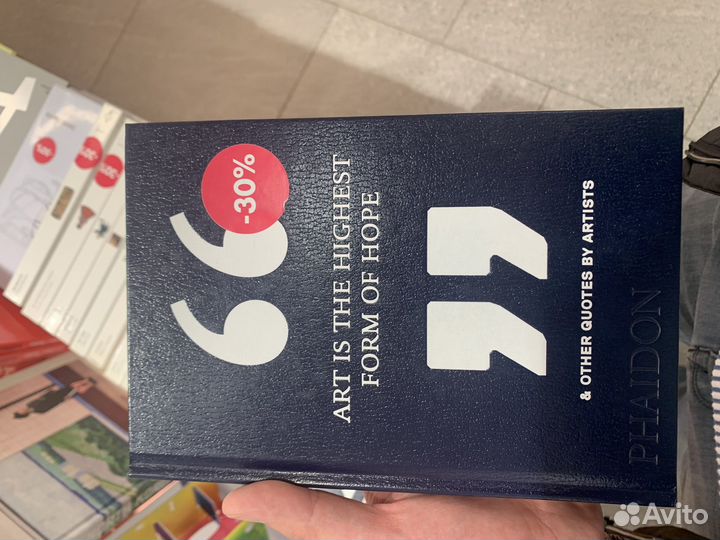 -30%
ART IS THE HIGHEST
FORM OF HOPE
& OTHER QUOTES BY ARTISTS
PHAIDON
Avito